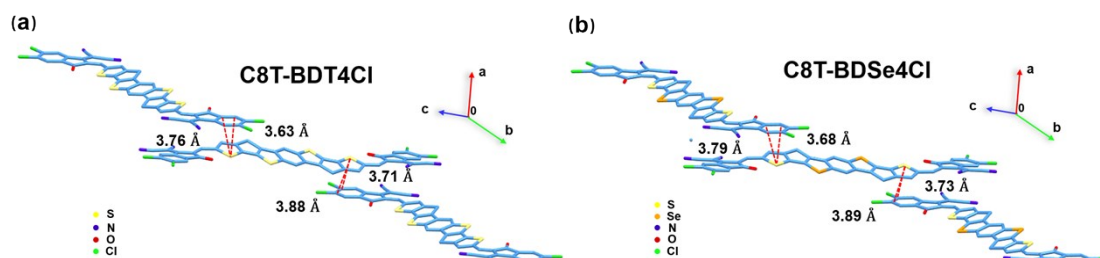 (a)
C8T-BDT4Cl
a
c
0
b
3.63 Å
3.76 Å
3.71 Å
3.88 Å
S
N
O
Cl
(b)
C8T-BDSe4Cl
a
c
0
b
3.68 Å
3.79 Å
3.73 Å
3.89 Å
S
Se
N
O
Cl